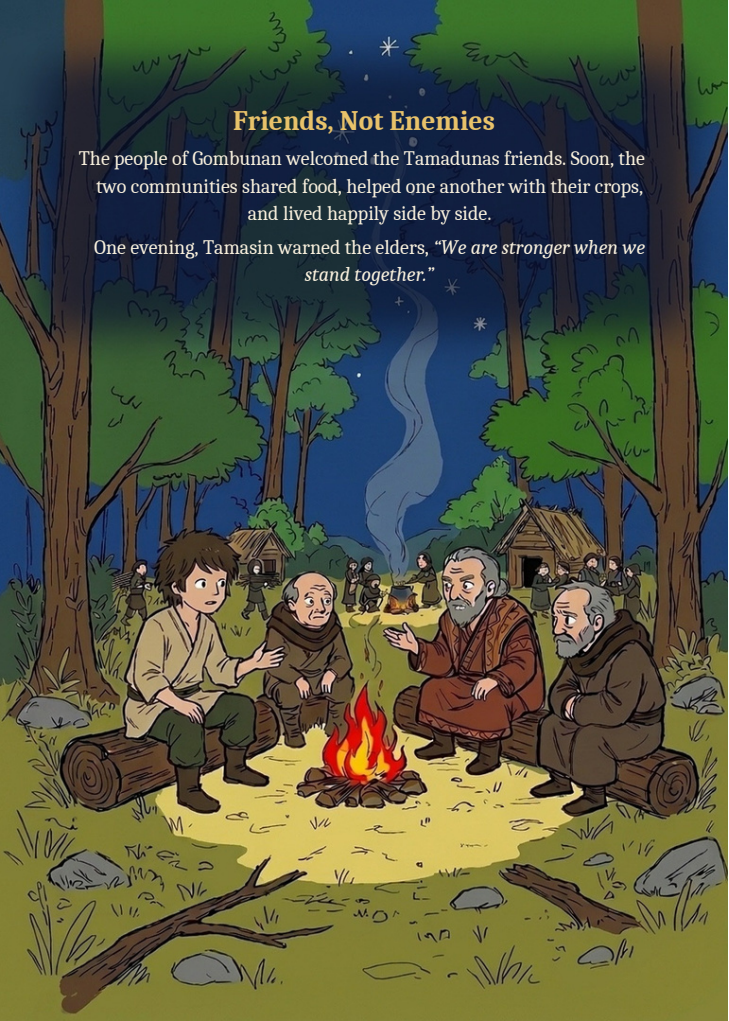 Friends, Not Enemies
The people of Gombunan welcomed the Tamadunas friends. Soon, the
two communities shared food, helped one another with their crops,
and lived happily side by side.
One evening, Tamasin warned the elders, “We are stronger when we
stand together.”